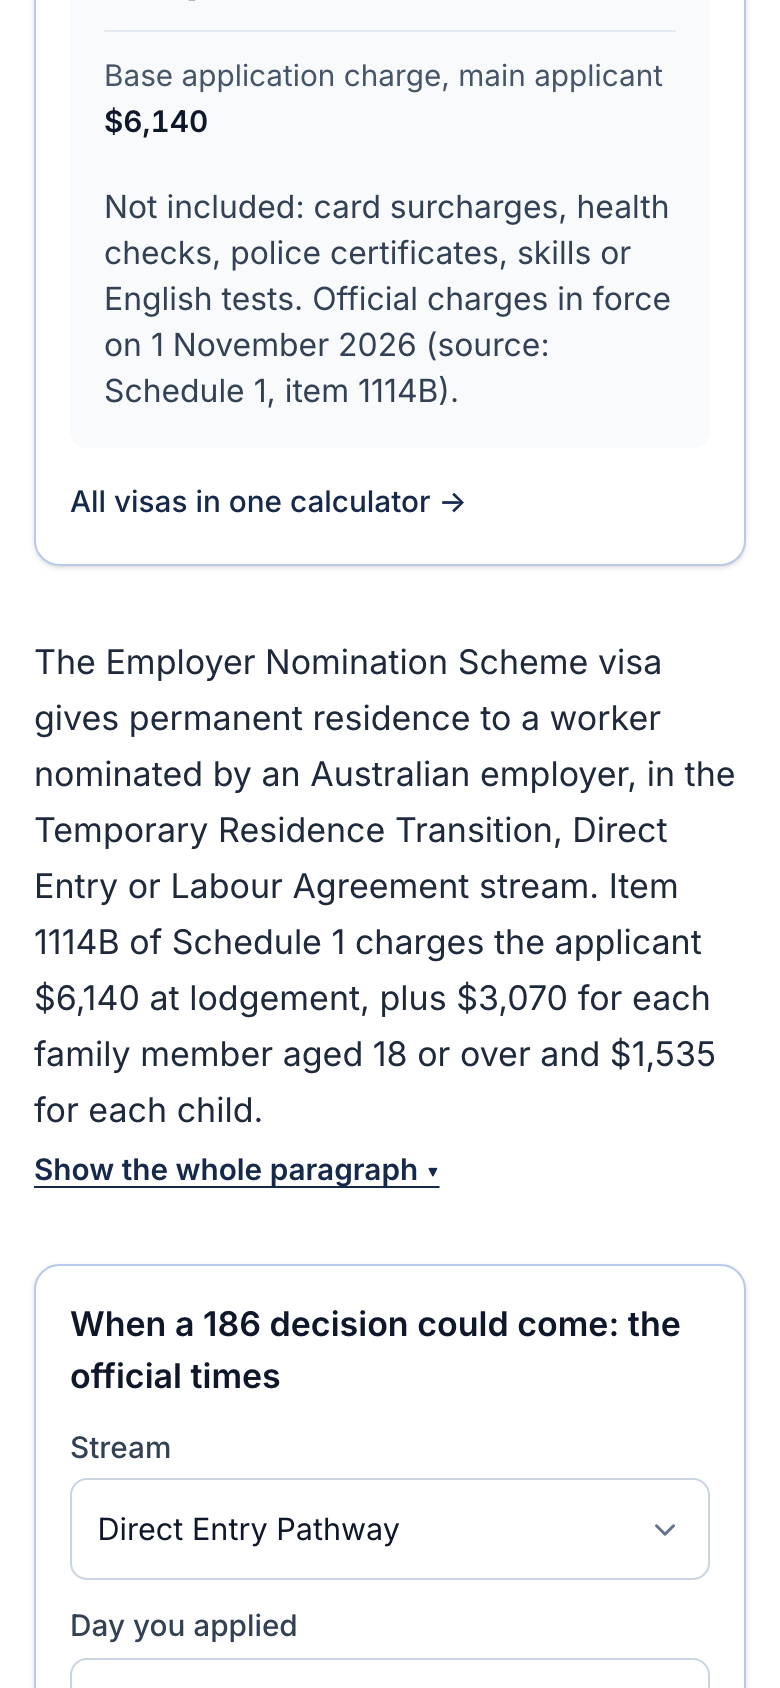 Base application charge, main applicant
$6,140
Not included: card surcharges, health
checks, police certificates, skills or
English tests. Official charges in force
on 1 November 2026 (source:
Schedule 1, item 1114B).
All visas in one calculator →
The Employer Nomination Scheme visa
gives permanent residence to a worker
nominated by an Australian employer, in the
Temporary Residence Transition, Direct
Entry or Labour Agreement stream. Item
1114B of Schedule 1 charges the applicant
$6,140 at lodgement, plus $3,070 for each
family member aged 18 or over and $1,535
for each child.
Show the whole paragraph ▾
When a 186 decision could come: the
official times
Stream
Direct Entry Pathway
Day you applied